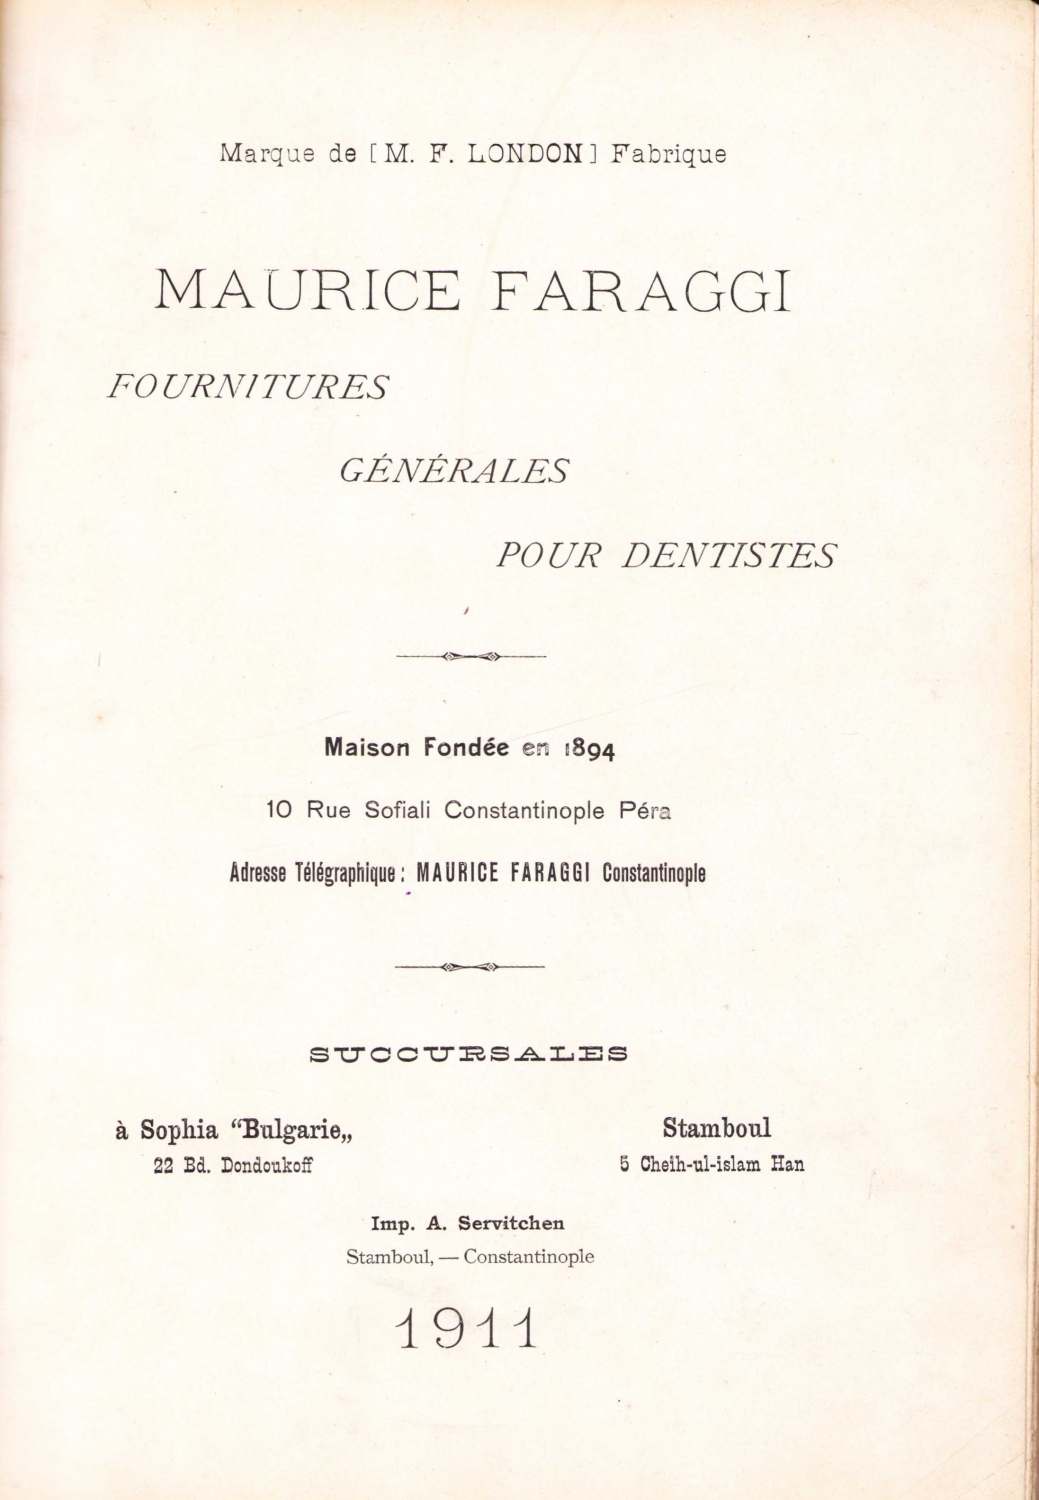 Marque de [M. F. LONDON] Fabrique
MAURICE FARAGGI
FOURNITURES
GÉNÉRALES
POUR DENTISTES
Maison Fondée en 1894
10 Rue Sofiali Constantinople Péra
Adresse Télégraphique: MAURICE FARAGGI Constantinople
SUCCURSALES
à Sophia “Bulgarie„
22 Bd. Dondoukoff
Stamboul
5 Cheih-ul-islam Han
Imp. A. Servitchen
Stamboul, — Constantinople
1911